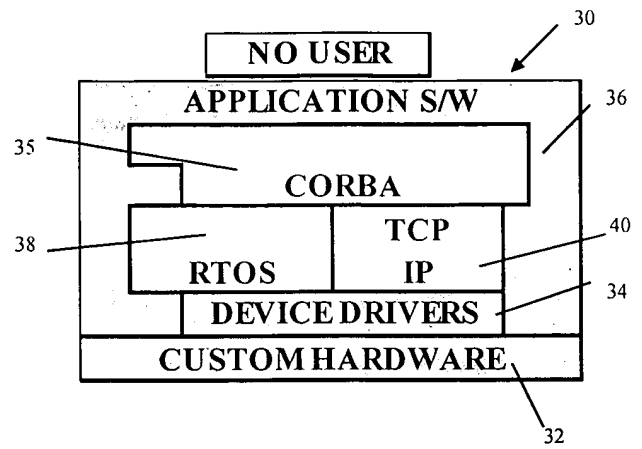 NO USER
30
APPLICATION S/W
36
35
CORBA
38
TCP
40
RTOS
IP
34
DEVICE DRIVERS
CUSTOM HARDWARE
32